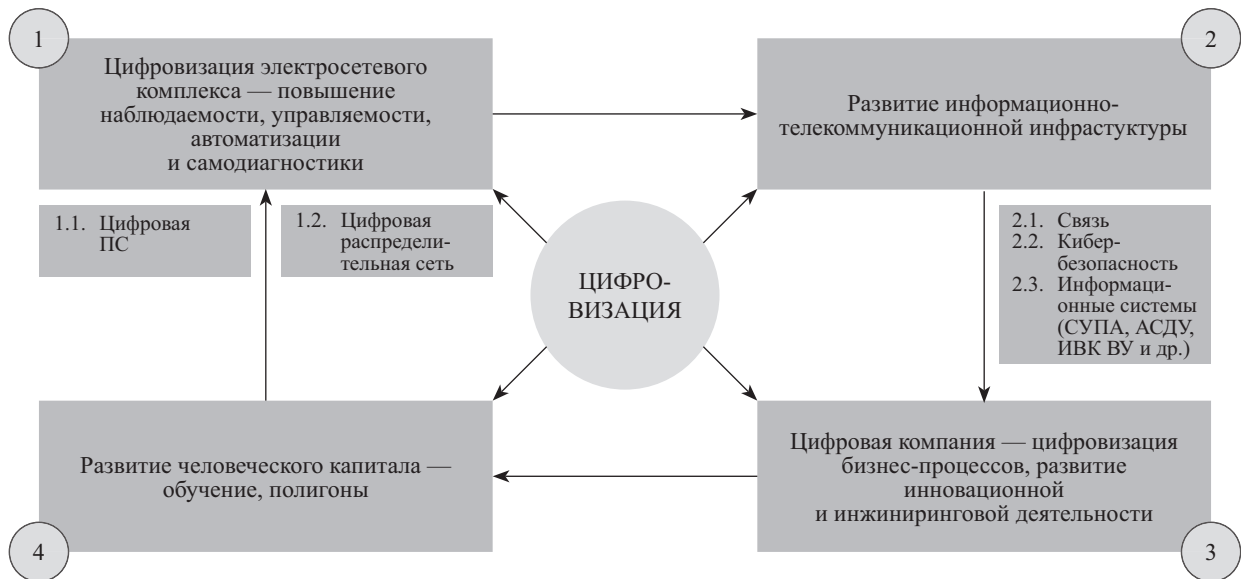 1
Цифровизация электросетевого
комплекса — повышение
наблюдаемости, управляемости,
автоматизации
и самодиагностики
2
Развитие информационно-
телекоммуникационной инфрастуктуры
1.1. Цифровая
ПС
1.2. Цифровая
распредели-
тельная сеть
2.1. Связь
2.2. Кибер-
безопасность
2.3. Информаци-
онные системы
(СУПА, АСДУ,
ИВК ВУ и др.)
ЦИФРО-
ВИЗАЦИЯ
Развитие человеческого капитала —
обучение, полигоны
4
Цифровая компания — цифровизация
бизнес-процессов, развитие
инновационной
и инжиниринговой деятельности
3